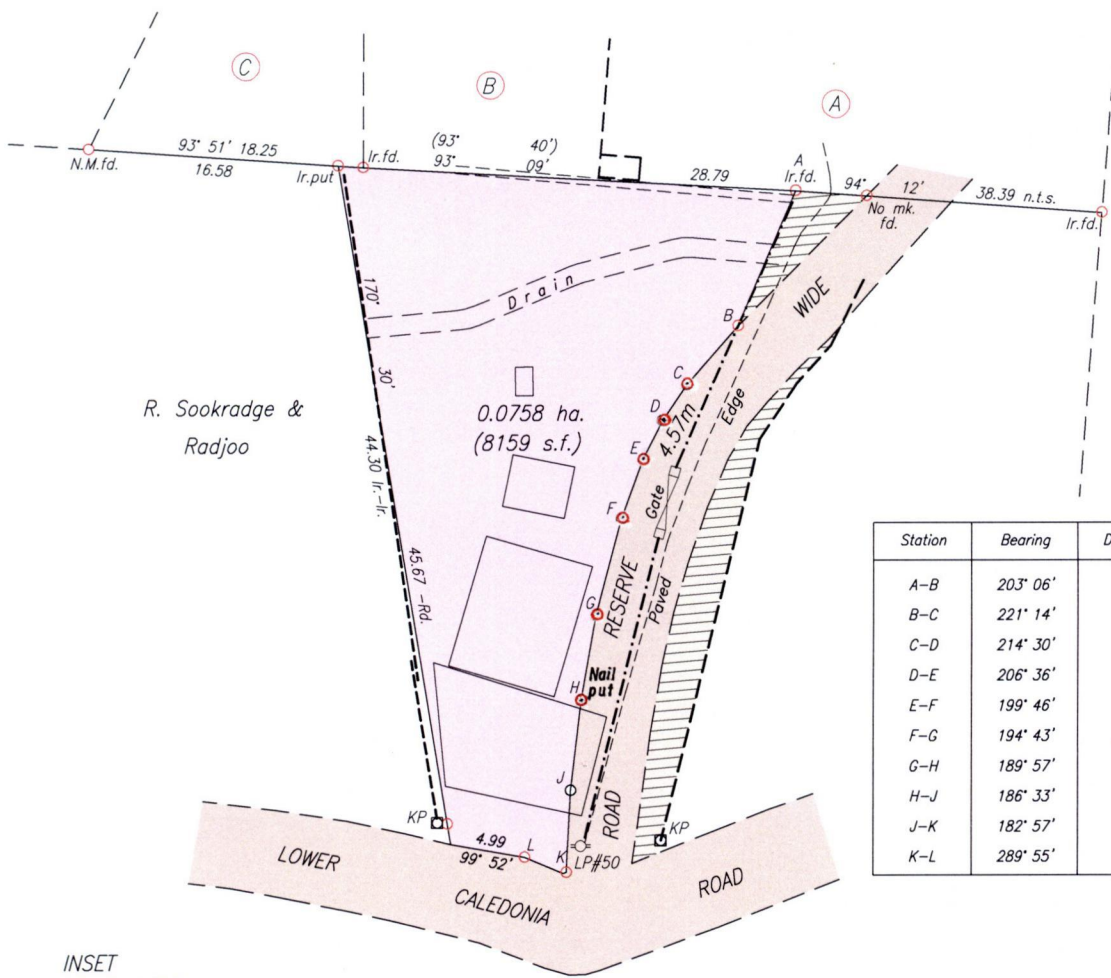 C
B
A
93° 51' 18.25
16.58
N.M.fd.
Ir.put
Ir.fd.
(93° 40')
93° 09'
28.79
A
Ir.fd.
94° 12'
No mk.
fd.
38.39 n.t.s.
Ir.fd.
Drain
170° 30'
44.30 Ir.-Ir.
45.67 -Rd.
R. Sookradge &
Radjoo
0.0758 ha.
(8159 s.f.)
B
C
D
E
F
G
H
J
K
L
4.57m
WIDE
RESERVE
ROAD
Gate
Paved Edge
Nail
put
KP
KP
4.99
99° 52'
LP#50
LOWER CALEDONIA ROAD
Station Bearing D
A-B 203° 06'
B-C 221° 14'
C-D 214° 30'
D-E 206° 36'
E-F 199° 46'
F-G 194° 43'
G-H 189° 57'
H-J 186° 33'
J-K 182° 57'
K-L 289° 55'
INSET